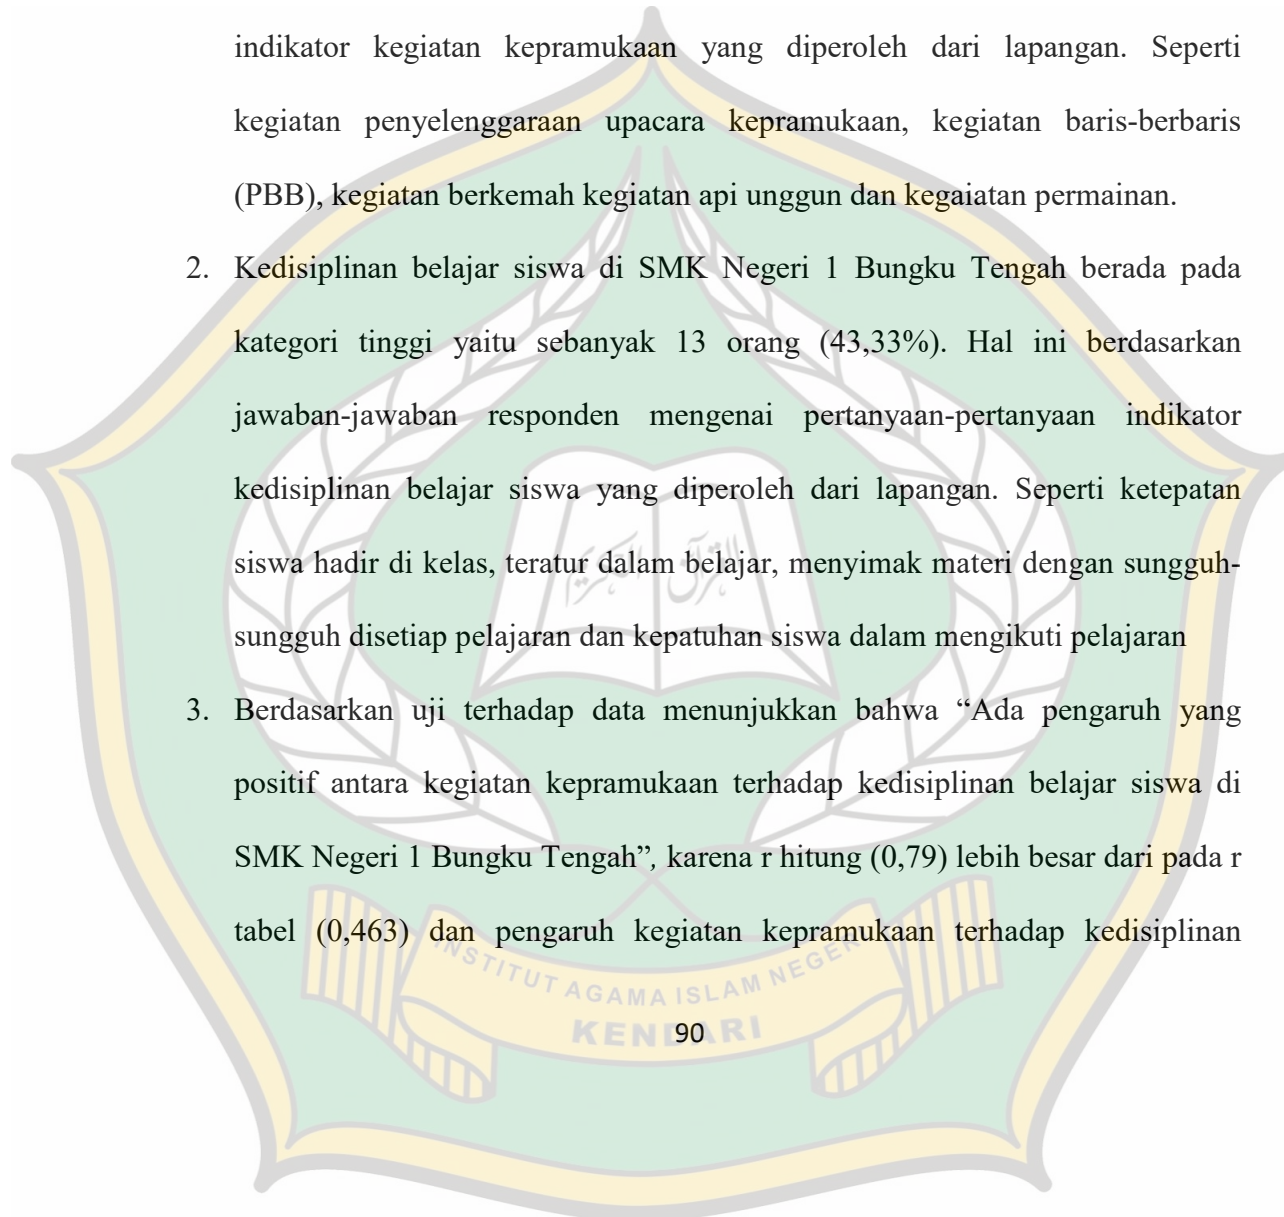 indikator kegiatan kepramukaan yang diperoleh dari lapangan. Seperti
kegiatan penyelenggaraan upacara kepramukaan, kegiatan baris-berbaris
(PBB), kegiatan berkemah kegiatan api unggun dan kegaiatan permainan.
2. Kedisiplinan belajar siswa di SMK Negeri 1 Bungku Tengah berada pada
kategori tinggi yaitu sebanyak 13 orang (43,33%). Hal ini berdasarkan
jawaban-jawaban responden mengenai pertanyaan-pertanyaan indikator
kedisiplinan belajar siswa yang diperoleh dari lapangan. Seperti ketepatan
siswa hadir di kelas, teratur dalam belajar, menyimak materi dengan sungguh-
sungguh disetiap pelajaran dan kepatuhan siswa dalam mengikuti pelajaran
3. Berdasarkan uji terhadap data menunjukkan bahwa “Ada pengaruh yang
positif antara kegiatan kepramukaan terhadap kedisiplinan belajar siswa di
SMK Negeri 1 Bungku Tengah”, karena r hitung (0,79) lebih besar dari pada r
tabel (0,463) dan pengaruh kegiatan kepramukaan terhadap kedisiplinan
القرآن الكريم
INSTITUT AGAMA ISLAM NEGERI
KENDARI
90